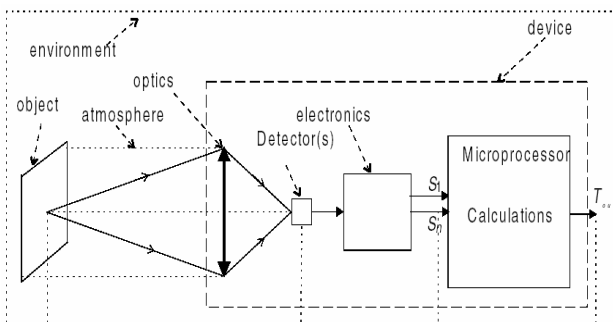 environment
device
optics
object
atmosphere
electronics
Detector(s)
Microprocessor
S1
Calculations
Sn